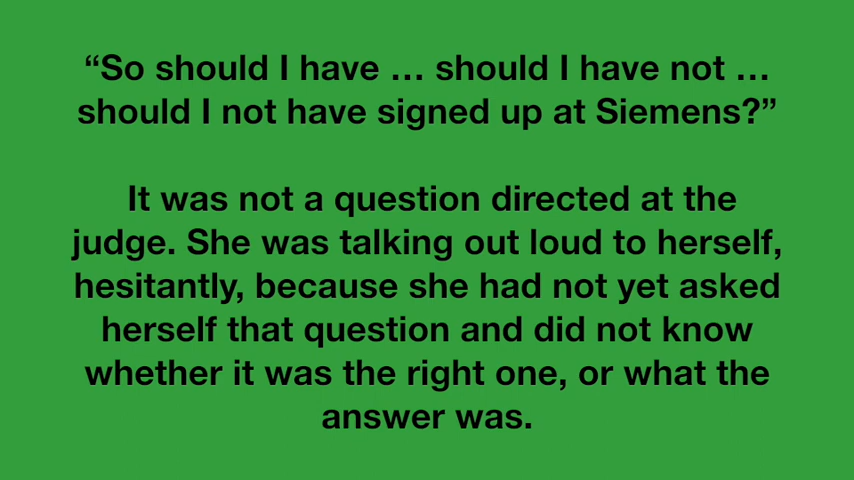 “So should I have … should I have not …
should I not have signed up at Siemens?”
It was not a question directed at the
judge. She was talking out loud to herself,
hesitantly, because she had not yet asked
herself that question and did not know
whether it was the right one, or what the
answer was.